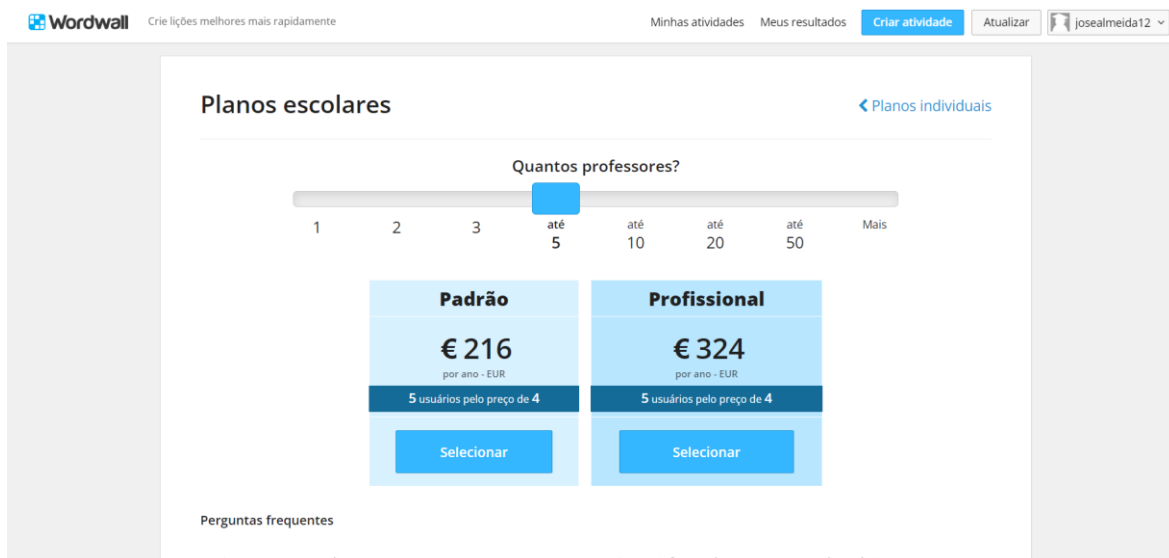 Wordwall Crie lições melhores mais rapidamente Minhas atividades Meus resultados Criar atividade Atualizar josealmeida12
Planos escolares Planos individuais
Quantos professores?
1 2 3 até 5 até 10 até 20 até 50 Mais
Padrão
€ 216
por ano - EUR
5 usuários pelo preço de 4
Selecionar
Profissional
€ 324
por ano - EUR
5 usuários pelo preço de 4
Selecionar
Perguntas frequentes